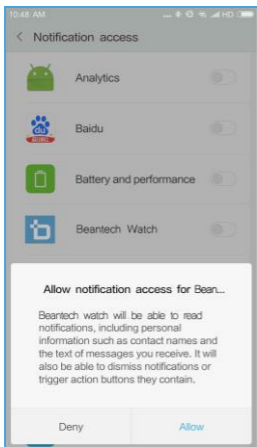 10:48 AM
HD
Notification access
Analytics
Baidu
Battery and performance
Beantech Watch
Allow notification access for Bean...
Beantech watch will be able to read
notifications, including personal
information such as contact names and
the text of messages you receive. It will
also be able to dismiss notifications or
trigger action buttons they contain.
Deny
Allow